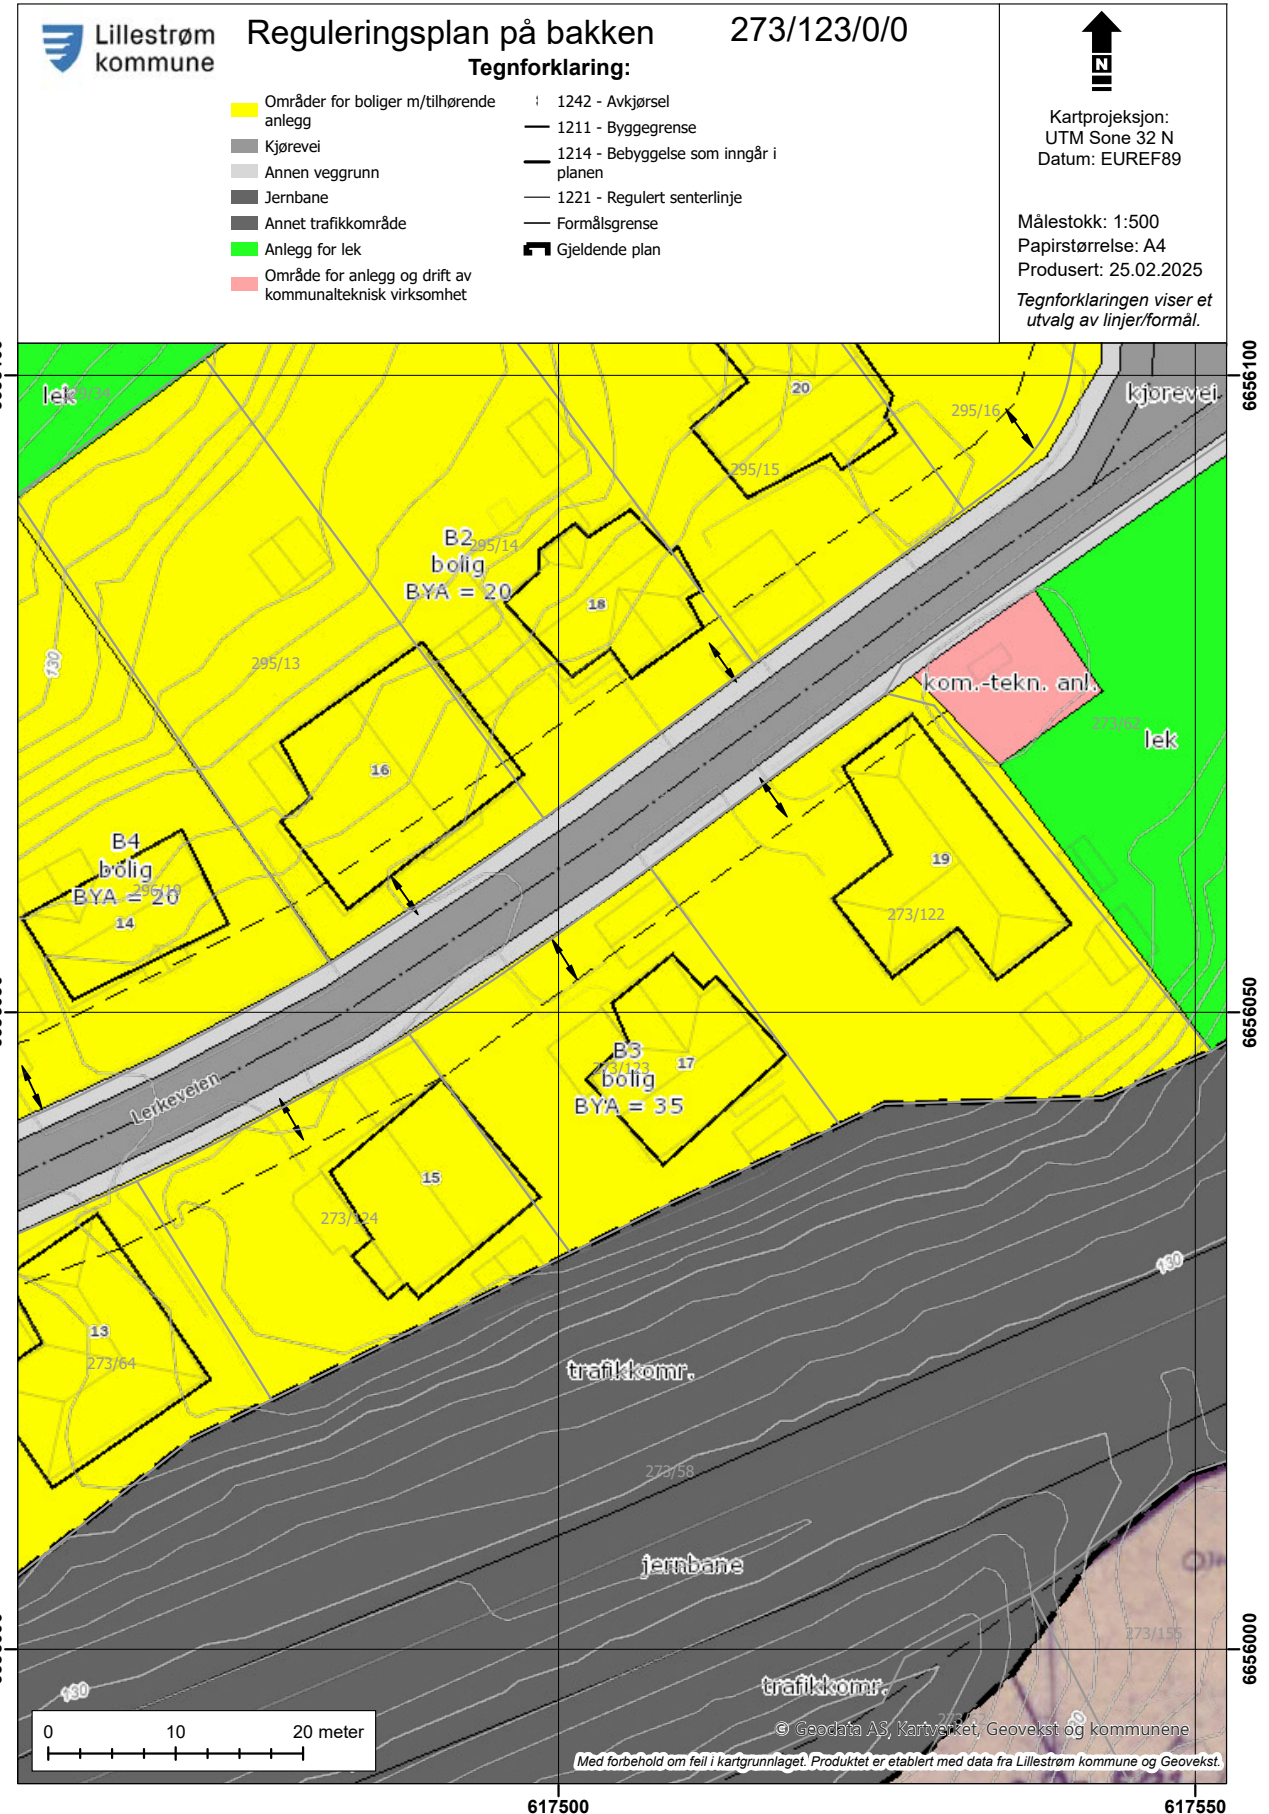 Lillestrøm
kommune
Reguleringsplan på bakken
273/123/0/0
Tegnforklaring:
Områder for boliger m/tilhørende
anlegg
Kjørevei
Annen veggrunn
Jernbane
Annet trafikkområde
Anlegg for lek
Område for anlegg og drift av
kommunalteknisk virksomhet
1242 - Avkjørsel
1211 - Byggegrense
1214 - Bebyggelse som inngår i
planen
1221 - Regulert senterlinje
Formålsgrense
Gjeldende plan
N
Kartprojeksjon:
UTM Sone 32 N
Datum: EUREF89
Målestokk: 1:500
Papirstørrelse: A4
Produsert: 25.02.2025
Tegnforklaringen viser et
utvalg av linjer/formål.
6656100
lek
20
kjørevei
295/16
295/15
B2
295/14
bolig
BYA = 20
18
130
295/13
kom.-tekn. anl.
273/62
lek
16
B4
bolig
BYA = 20
14
19
273/122
6656050
B3
273/123
17
bolig
BYA = 35
Lerkeveien
15
273/124
130
13
273/64
trafikkomr.
273/58
jernbane
273/155
6656000
trafikkomr.
130
0 10 20 meter
© Geodata AS, Kartverket, Geovekst og kommunene
Med forbehold om feil i kartgrunnlaget. Produktet er etablert med data fra Lillestrøm kommune og Geovekst.
617500
617550